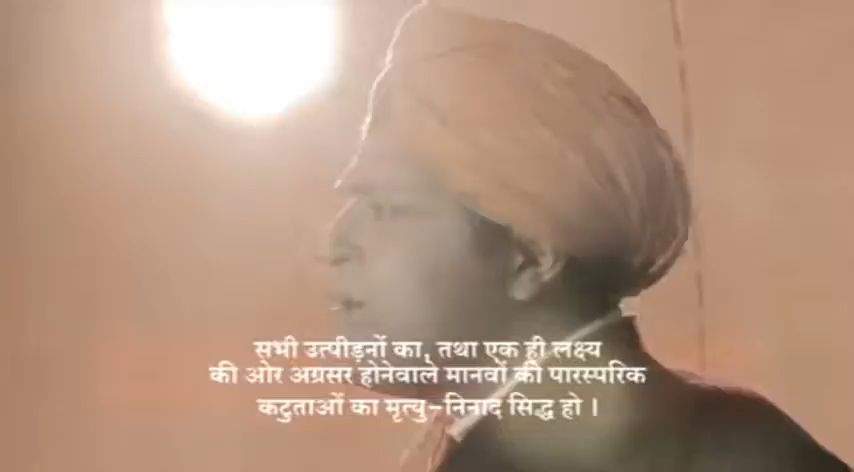 सभी उत्पीड़नों का, तथा एक ही लक्ष्य
की ओर अग्रसर होनेवाले मानवों की पारस्परिक
कटुताओं का मृत्यु-निनाद सिद्ध हो ।